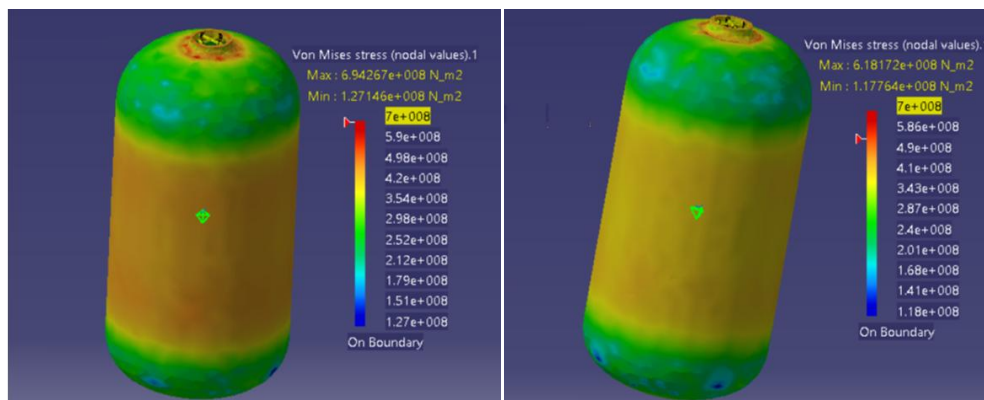 Von Mises stress (nodal values).1
Max : 6.94267e+008 N_m2
Min : 1.27146e+008 N_m2
7e+008
5.9e+008
4.98e+008
4.2e+008
3.54e+008
2.98e+008
2.52e+008
2.12e+008
1.79e+008
1.51e+008
1.27e+008
On Boundary
Von Mises stress (nodal values).
Max : 6.18172e+008 N_m2
Min : 1.17764e+008 N_m2
7e+008
5.86e+008
4.9e+008
4.1e+008
3.43e+008
2.87e+008
2.4e+008
2.01e+008
1.68e+008
1.41e+008
1.18e+008
On Boundary